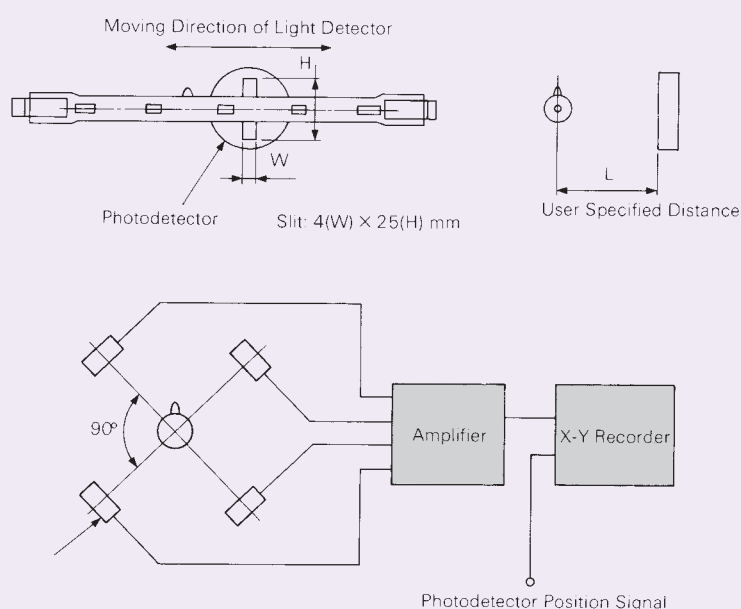 Moving Direction of Light Detector
H
W
L
Photodetector
Slit: 4(W) × 25(H) mm
User Specified Distance
90°
Amplifier
X-Y Recorder
Photodetector Position Signal